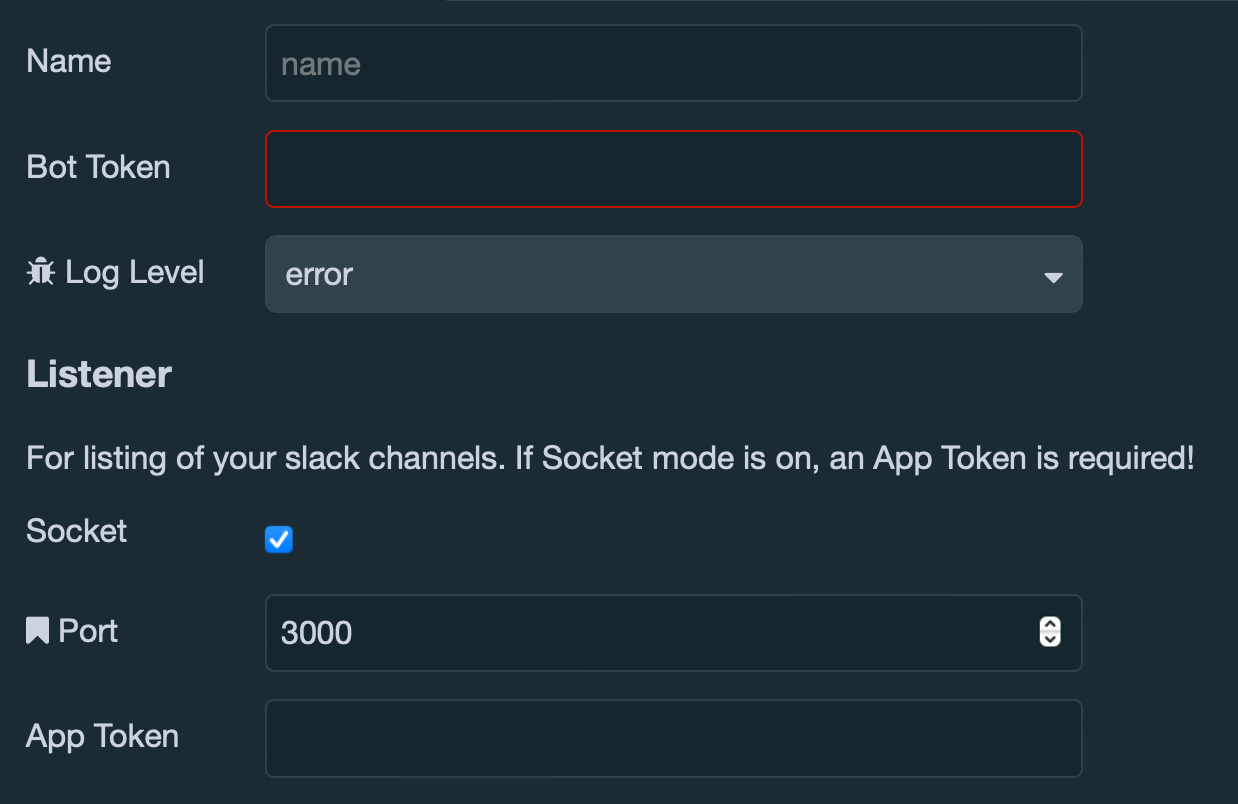 Name
name
Bot Token
Log Level
error
Listener
For listing of your slack channels. If Socket mode is on, an App Token is required!
Socket
Port
3000
App Token